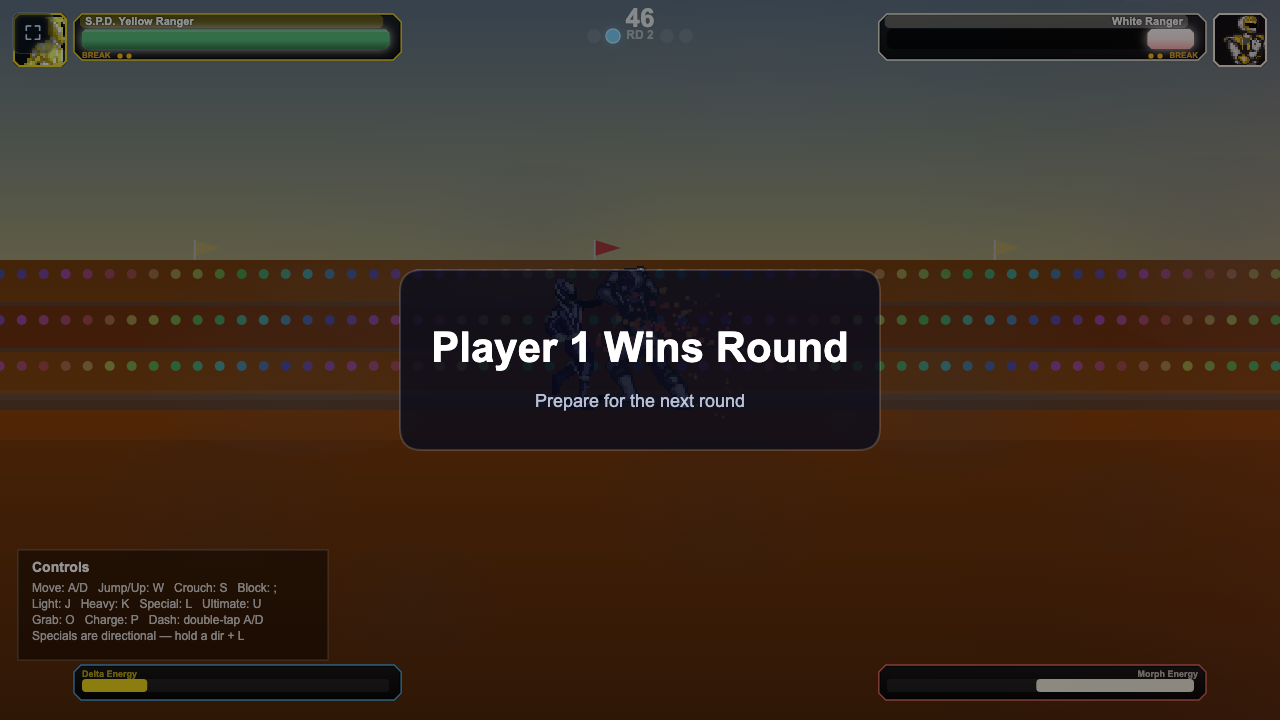 S.P.D. Yellow Ranger
BREAK
46
RD 2
White Ranger
BREAK
Player 1 Wins Round
Prepare for the next round
Controls
Move: A/D Jump/Up: W Crouch: S Block: ;
Light: J Heavy: K Special: L Ultimate: U
Grab: O Charge: P Dash: double-tap A/D
Specials are directional — hold a dir + L
Delta Energy
Morph Energy